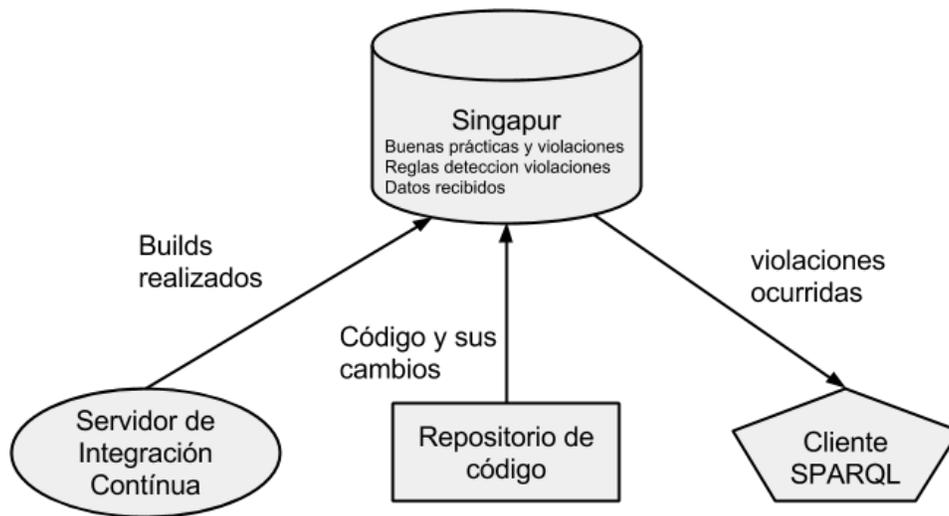 Singapur
Buenas prácticas y violaciones
Reglas deteccion violaciones
Datos recibidos
Builds
realizados
Código y sus
cambios
violaciones
ocurridas
Servidor de
Integración
Contínua
Repositorio de
código
Cliente
SPARQL